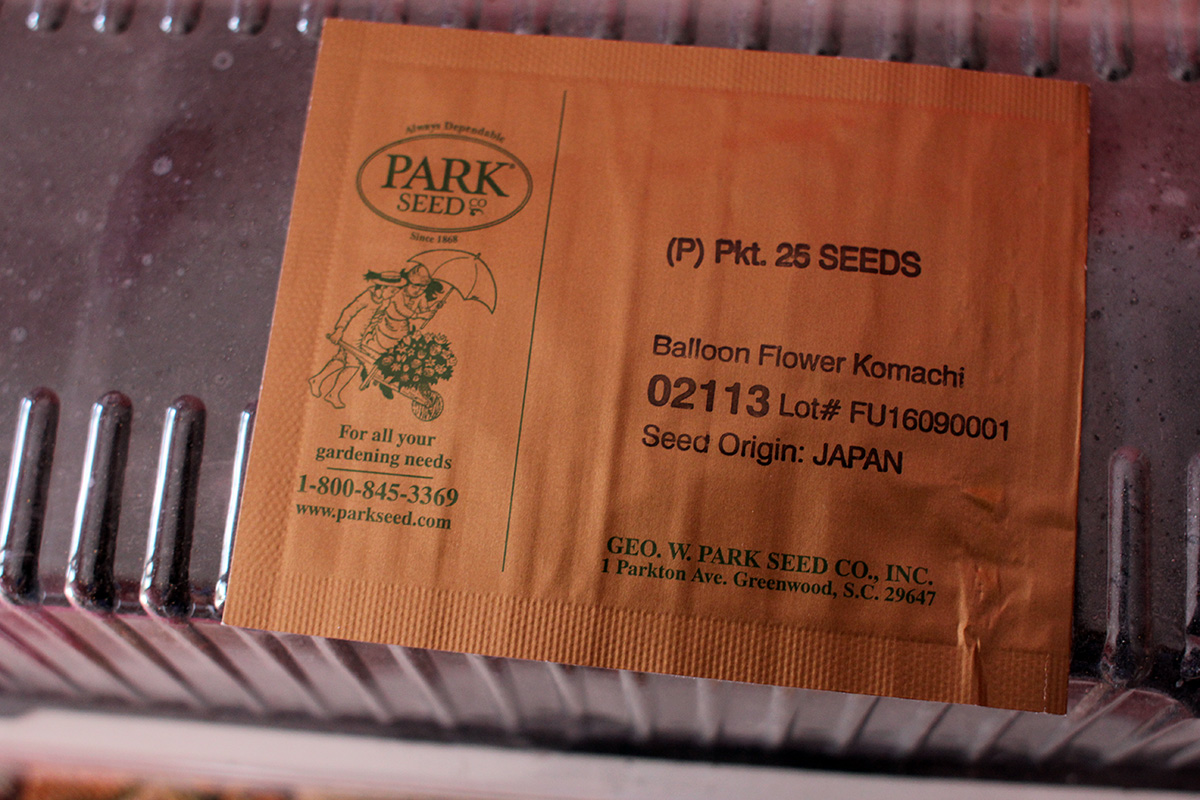 Always Dependable
PARK®
SEED CO
Since 1868
For all your
gardening needs
1-800-845-3369
www.parkseed.com
(P) Pkt. 25 SEEDS
Balloon Flower Komachi
02113 Lot# FU16090001
Seed Origin: JAPAN
GEO. W. PARK SEED CO., INC.
1 Parkton Ave. Greenwood, S.C. 29647